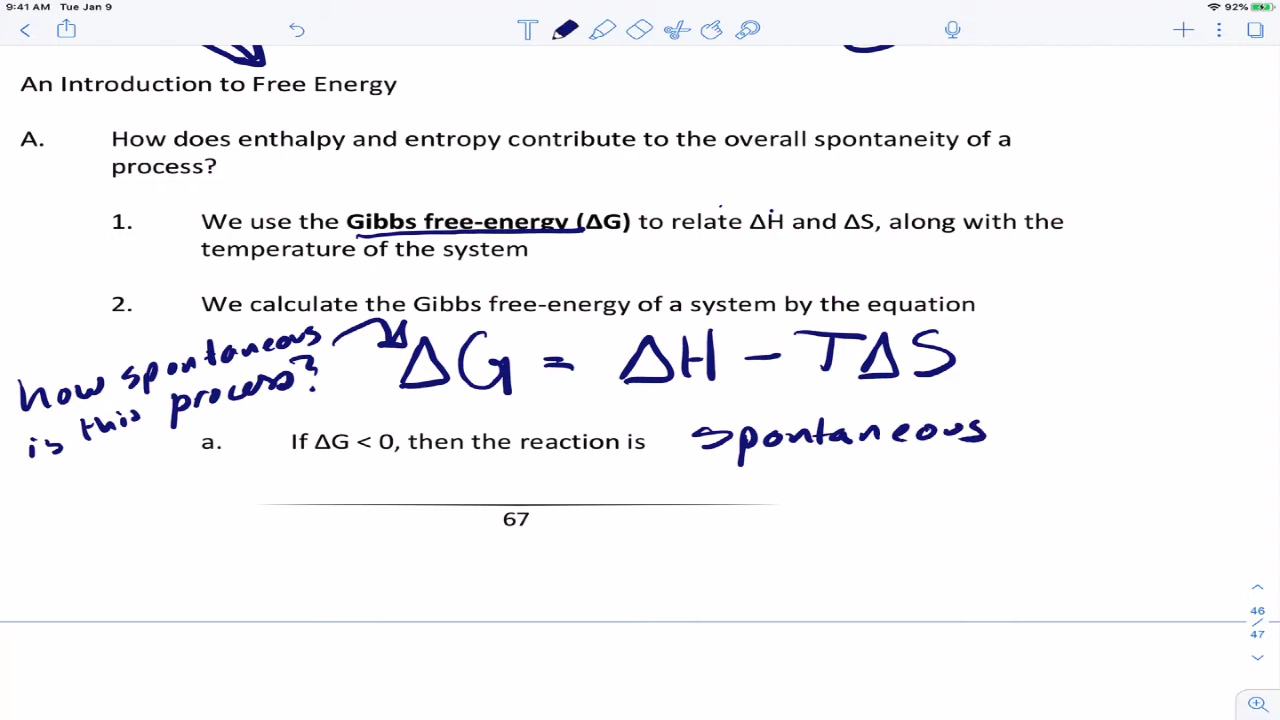 9:41 AM Tue Jan 9
92%
An Introduction to Free Energy
A. How does enthalpy and entropy contribute to the overall spontaneity of a
process?
1. We use the Gibbs free-energy (ΔG) to relate ΔH and ΔS, along with the
temperature of the system
2. We calculate the Gibbs free-energy of a system by the equation
how spontaneous
is this process?
ΔG = ΔH - TΔS
a. If ΔG < 0, then the reaction is spontaneous
67
46
/
47